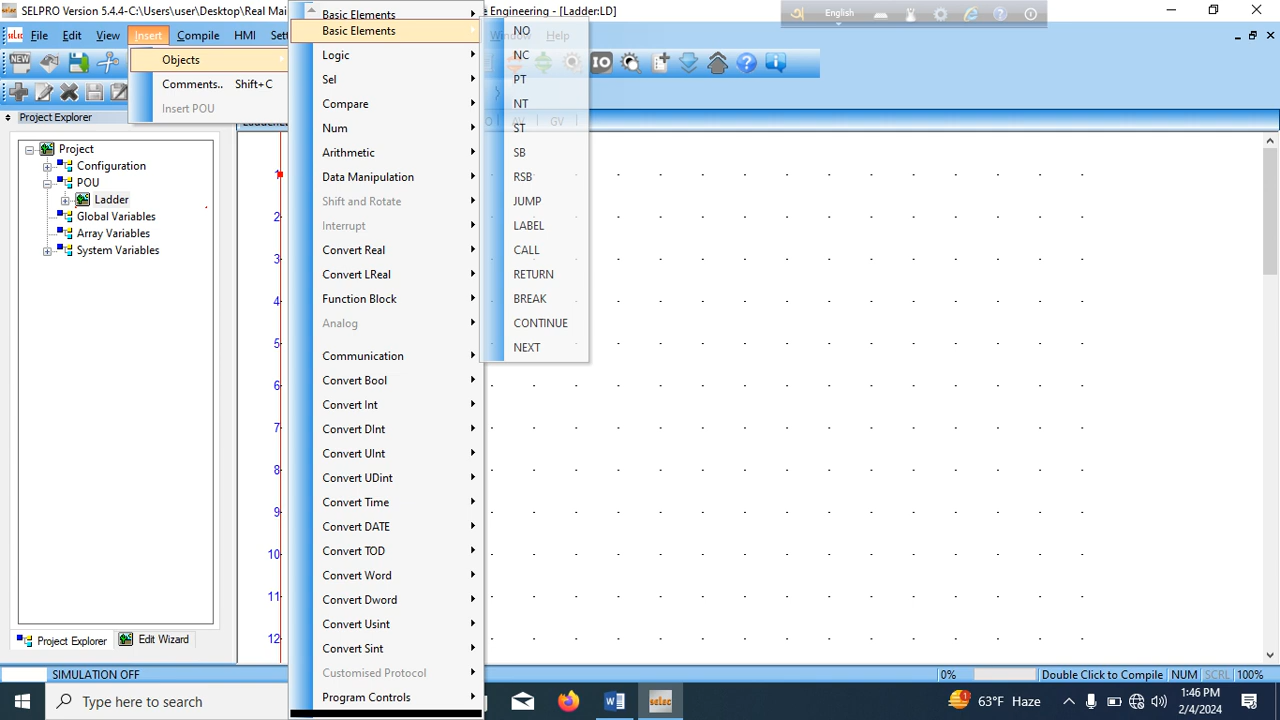 SELPRO Version 5.4.4-C:\Users\user\Desktop\Real Mai
e Engineering - [Ladder:LD]
English
File Edit View Insert Compile HMI Set
Window Help
Objects
Comments.. Shift+C
Insert POU
Basic Elements
Basic Elements
Logic
Sel
Compare
Num
Arithmetic
Data Manipulation
Shift and Rotate
Interrupt
Convert Real
Convert LReal
Function Block
Analog
Communication
Convert Bool
Convert Int
Convert DInt
Convert UInt
Convert UDint
Convert Time
Convert DATE
Convert TOD
Convert Word
Convert Dword
Convert Usint
Convert Sint
Customised Protocol
Program Controls
NO
NC
PT
NT
ST
SB
RSB
JUMP
LABEL
CALL
RETURN
BREAK
CONTINUE
NEXT
NEW
IO
GV
Project Explorer
Project
Configuration
POU
Ladder
Global Variables
Array Variables
System Variables
1
2
3
4
5
6
7
8
9
10
11
12
Project Explorer Edit Wizard
SIMULATION OFF
0% Double Click to Compile NUM SCRL 100%
Type here to search
selec
63°F Haze
1:46 PM
2/4/2024